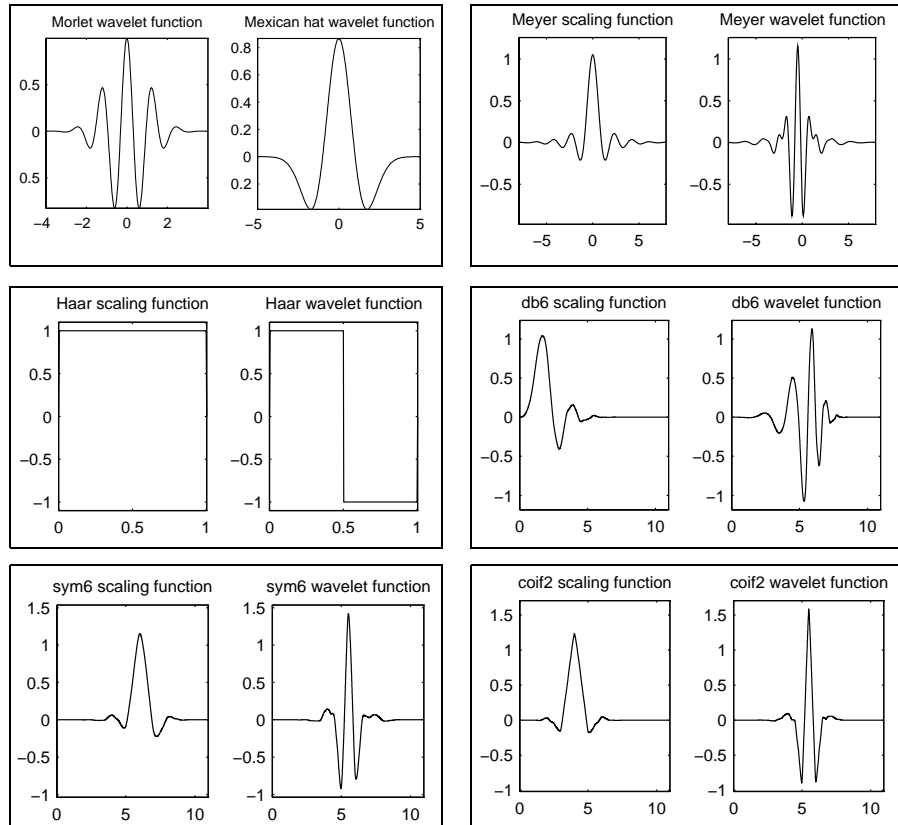 Morlet wavelet function
0.5
0
0.5
−4 −2 0 2
Mexican hat wavelet function
0.8
0.6
0.4
0.2
0
0.2
−5 0 5
Meyer scaling function
1
0.5
0
−0.5
−5 0 5
Meyer wavelet function
1
0.5
0
−0.5
−5 0 5
Haar scaling function
1
0.5
0
−0.5
−1
0 0.5 1
Haar wavelet function
1
0.5
0
−0.5
−1
0 0.5 1
db6 scaling function
1
0.5
0
−0.5
−1
0 5 10
db6 wavelet function
1
0.5
0
−0.5
−1
0 5 10
sym6 scaling function
1.5
1
0.5
0
−0.5
−1
0 5 10
sym6 wavelet function
1.5
1
0.5
0
−0.5
−1
0 5 10
coif2 scaling function
1.5
1
0.5
0
−0.5
−1
0 5 10
coif2 wavelet function
1.5
1
0.5
0
−0.5
−1
0 5 10